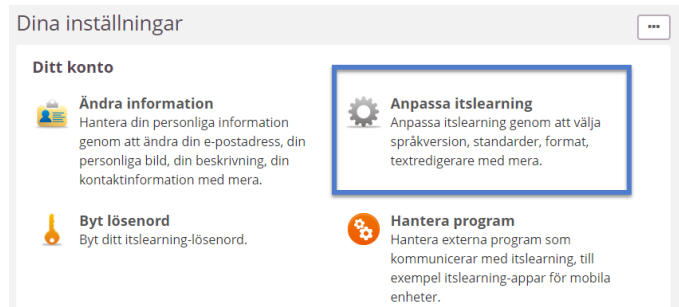 Dina inställningar
Ditt konto
Ändra information
Hantera din personliga information
genom att ändra din e-postadress, din
personliga bild, din beskrivning, din
kontaktinformation med mera.
Anpassa itslearning
Anpassa itslearning genom att välja
språkversion, standarder, format,
textredigerare med mera.
Byt lösenord
Byt ditt itslearning-lösenord.
Hantera program
Hantera externa program som
kommunicerar med itslearning, till
exempel itslearning-appar för mobila
enheter.